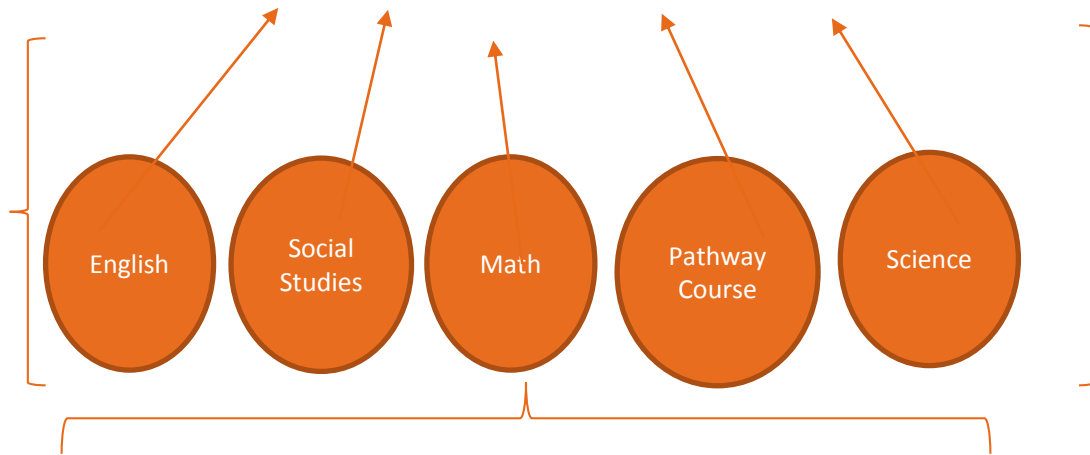 English
Social
Studies
Math
Pathway
Course
Science